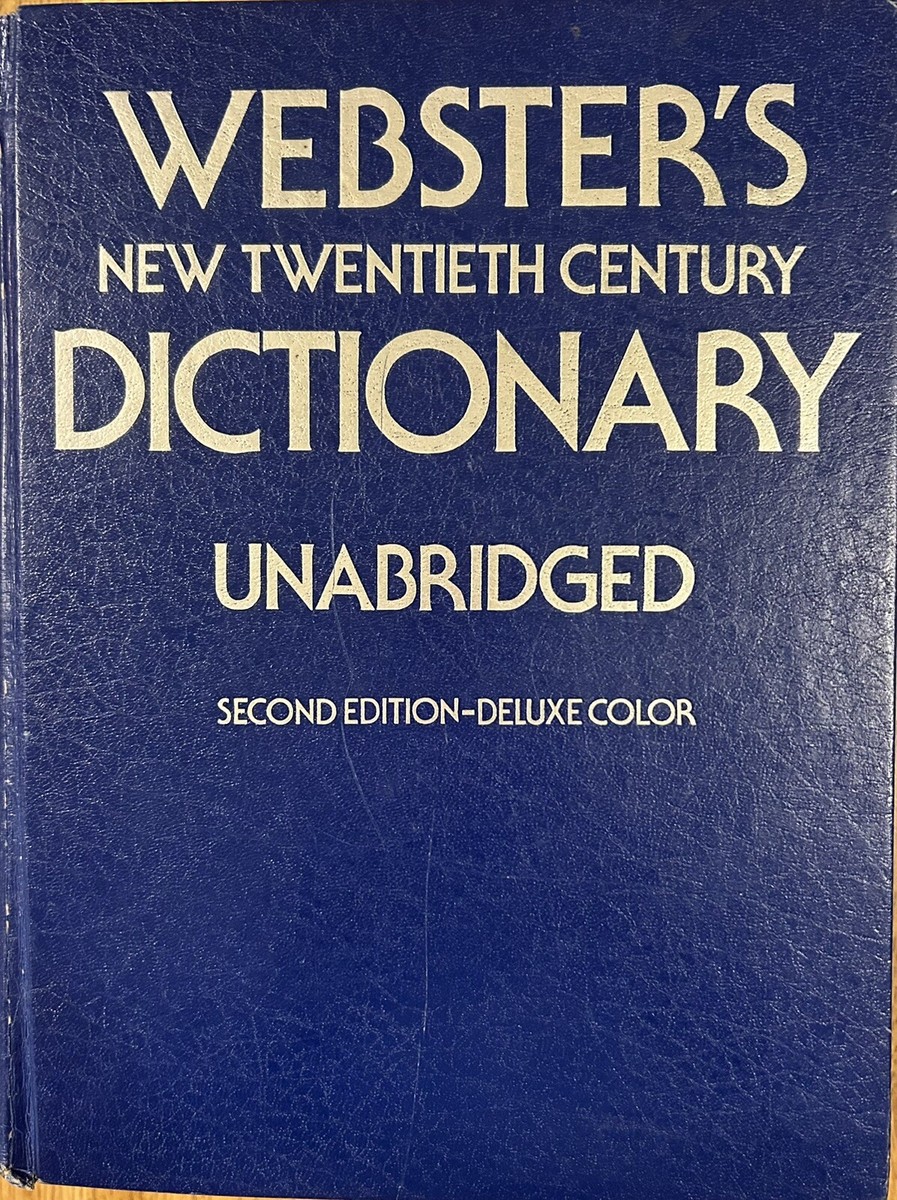 WEBSTER'S
NEW TWENTIETH CENTURY
DICTIONARY
UNABRIDGED
SECOND EDITION-DELUXE COLOR